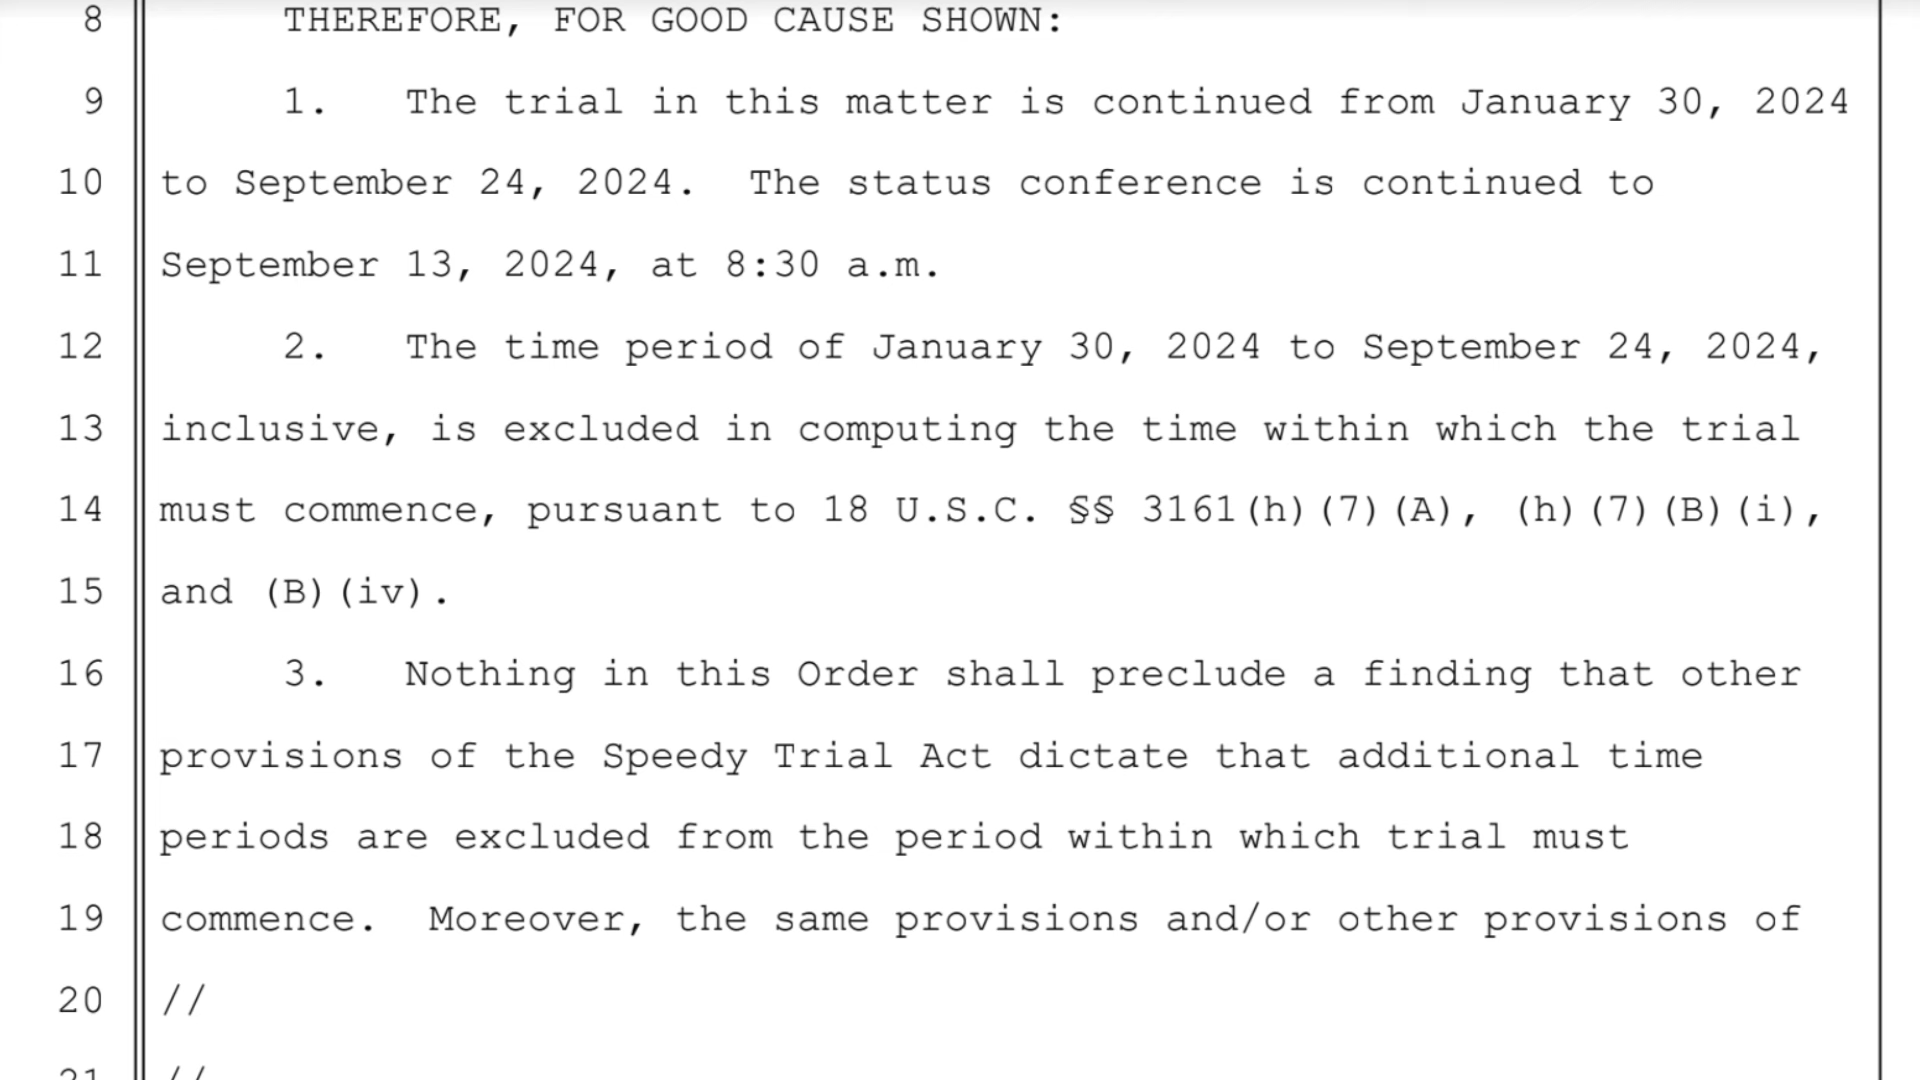 8 THEREFORE, FOR GOOD CAUSE SHOWN:
9 1. The trial in this matter is continued from January 30, 2024
10 to September 24, 2024. The status conference is continued to
11 September 13, 2024, at 8:30 a.m.
12 2. The time period of January 30, 2024 to September 24, 2024,
13 inclusive, is excluded in computing the time within which the trial
14 must commence, pursuant to 18 U.S.C. §§ 3161(h)(7)(A), (h)(7)(B)(i),
15 and (B)(iv).
16 3. Nothing in this Order shall preclude a finding that other
17 provisions of the Speedy Trial Act dictate that additional time
18 periods are excluded from the period within which trial must
19 commence. Moreover, the same provisions and/or other provisions of
20 //
21 //